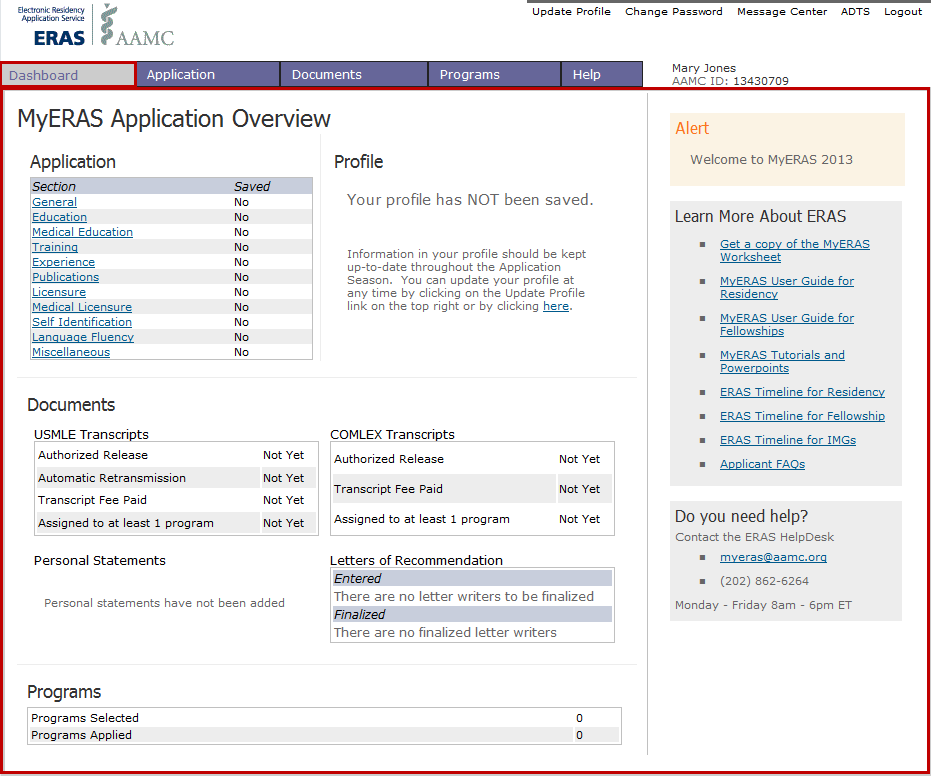 Electronic Residency
Application Service
ERAS
AAMC
Update Profile Change Password Message Center ADTS Logout
Dashboard Application Documents Programs Help
Mary Jones
AAMC ID: 13430709
MyERAS Application Overview
Application
Section Saved
General No
Education No
Medical Education No
Training No
Experience No
Publications No
Licensure No
Medical Licensure No
Self Identification No
Language Fluency No
Miscellaneous No
Profile
Your profile has NOT been saved.
Information in your profile should be kept
up-to-date throughout the Application
Season. You can update your profile at
any time by clicking on the Update Profile
link on the top right or by clicking here.
Documents
USMLE Transcripts
Authorized Release Not Yet
Automatic Retransmission Not Yet
Transcript Fee Paid Not Yet
Assigned to at least 1 program Not Yet
COMLEX Transcripts
Authorized Release Not Yet
Transcript Fee Paid Not Yet
Assigned to at least 1 program Not Yet
Personal Statements
Personal statements have not been added
Letters of Recommendation
Entered
There are no letter writers to be finalized
Finalized
There are no finalized letter writers
Programs
Programs Selected 0
Programs Applied 0
Alert
Welcome to MyERAS 2013
Learn More About ERAS
Get a copy of the MyERAS
Worksheet
MyERAS User Guide for
Residency
MyERAS User Guide for
Fellowships
MyERAS Tutorials and
Powerpoints
ERAS Timeline for Residency
ERAS Timeline for Fellowship
ERAS Timeline for IMGs
Applicant FAQs
Do you need help?
Contact the ERAS HelpDesk
myeras@aamc.org
(202) 862-6264
Monday - Friday 8am - 6pm ET